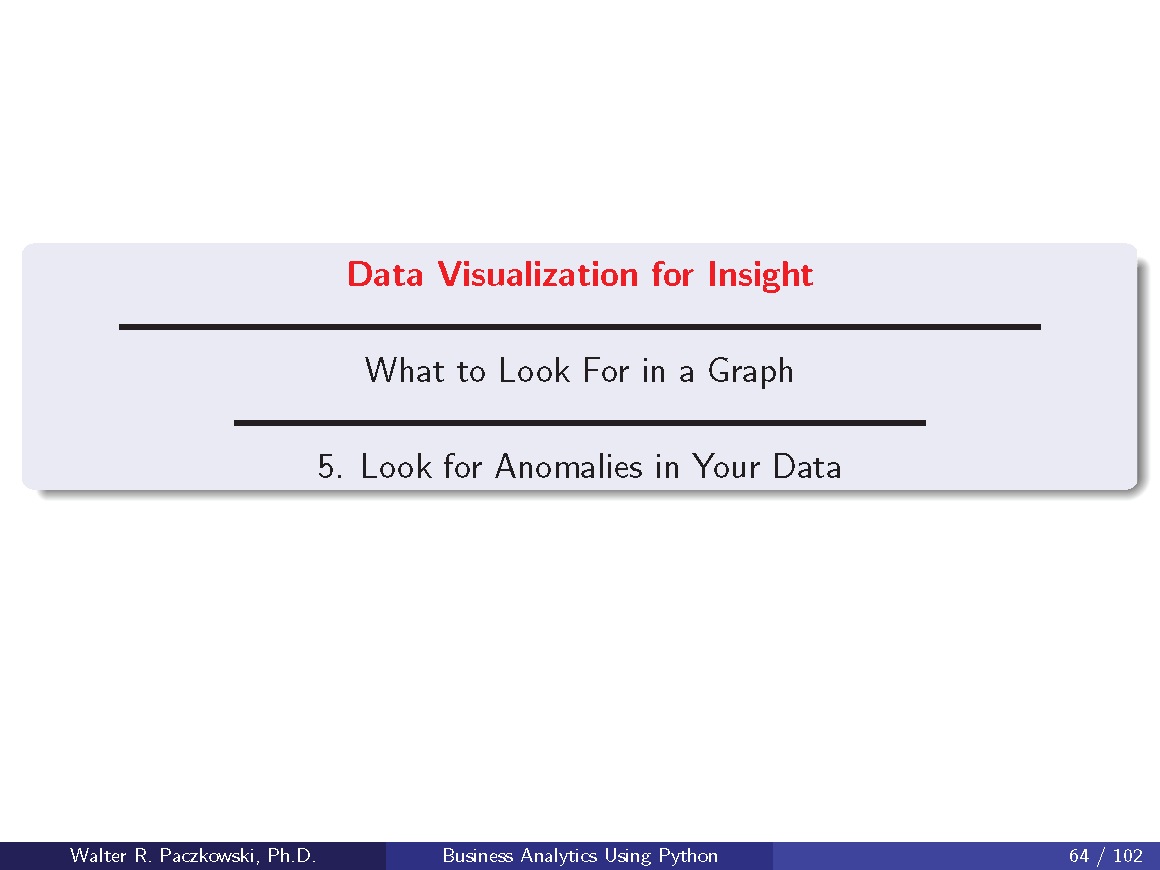 Data Visualization for Insight
What to Look For in a Graph
5. Look for Anomalies in Your Data
Walter R. Paczkowski, Ph.D.
Business Analytics Using Python
64 / 102